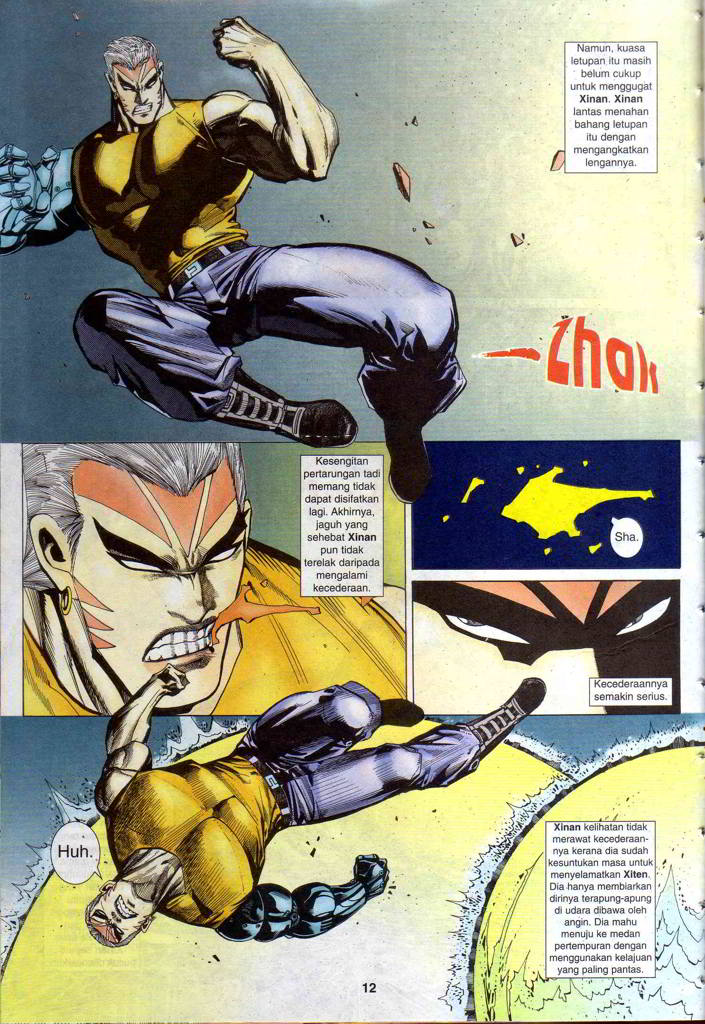 Namun, kuasa
letupan itu masih
belum cukup
untuk menggugat
Xinan. Xinan
lantas menahan
bahang letupan
itu dengan
mengangkatkan
lengannya.
Zhak
Kesengitan
pertarungan tadi
memang tidak
dapat disifatkan
lagi. Akhirnya,
jaguh yang
sehebat Xinan
pun tidak
terelak daripada
mengalami
kecederaan.
Sha.
Kecederaannya
semakin serius.
Huh.
Xinan kelihatan tidak
merawat kecederaan-
nya kerana dia sudah
kesuntukan masa untuk
menyelamatkan Xiten.
Dia hanya membiarkan
dirinya terapung-apung
di udara dibawa oleh
angin. Dia mahu
menuju ke medan
pertempuran dengan
menggunakan kelajuan
yang paling pantas.
12